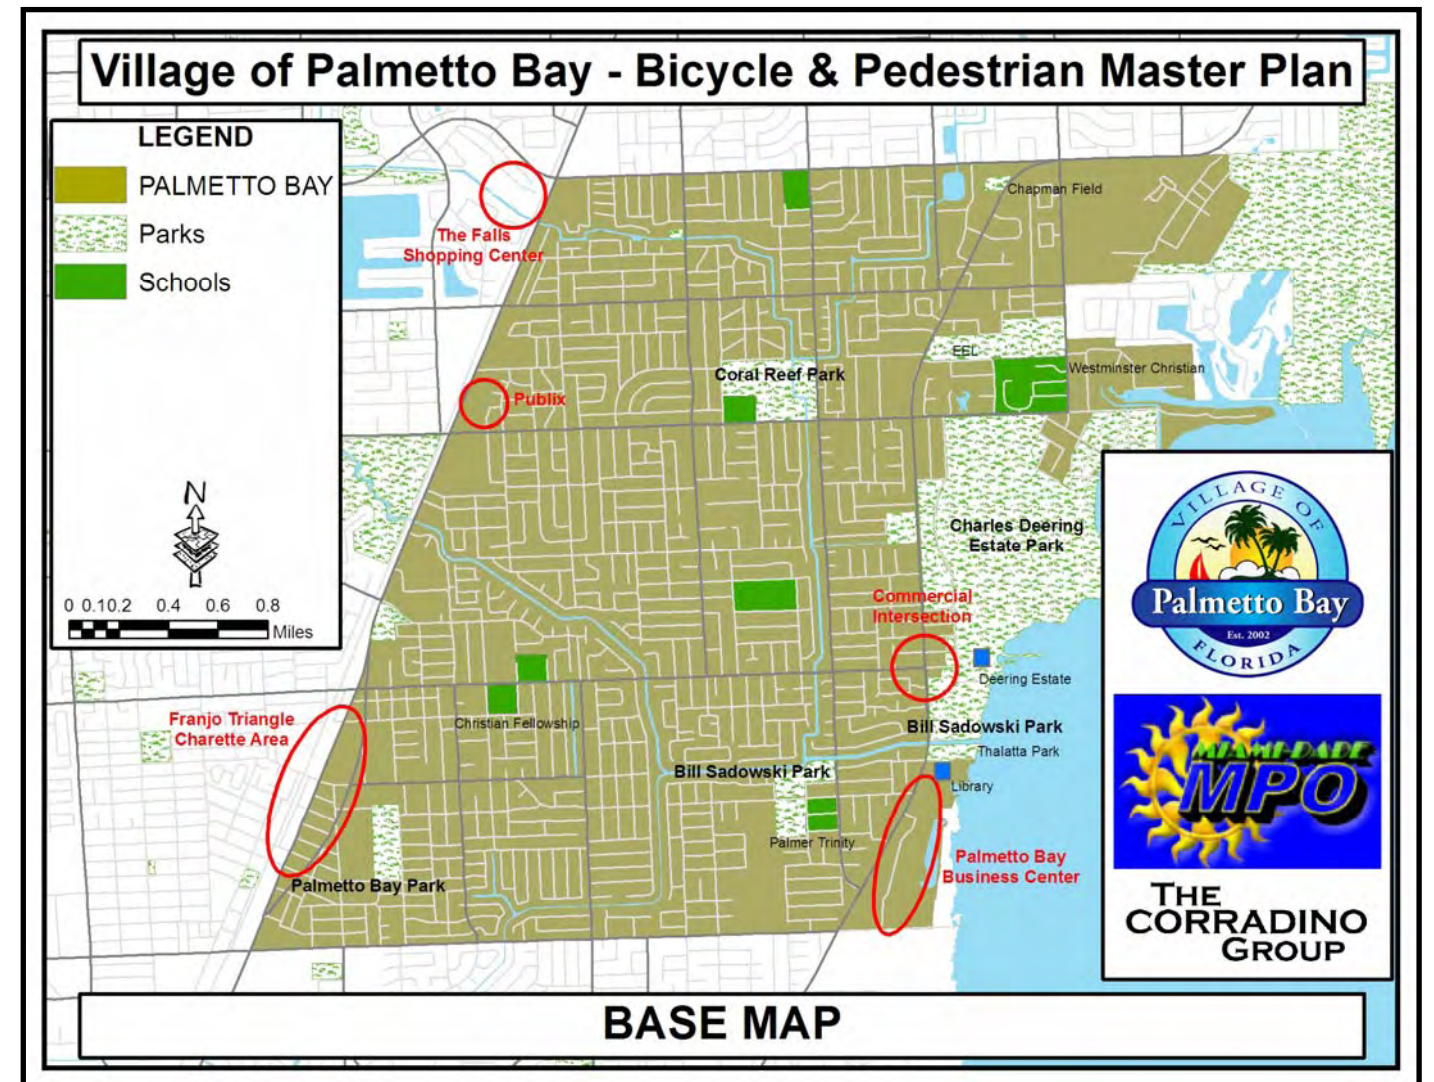 Village of Palmetto Bay - Bicycle & Pedestrian Master Plan
LEGEND
PALMETTO BAY
Parks
Schools
N
0 0.10.2 0.4 0.6 0.8
Miles
The Falls
Shopping Center
Chapman Field
EEL
Westminster Christian
Coral Reef Park
Publix
Charles Deering
Estate Park
Commercial
Intersection
Deering Estate
Franjo Triangle
Charette Area
Christian Fellowship
Bill Sadowski Park
Thalatta Park
Bill Sadowski Park
Library
Palmer Trinity
Palmetto Bay
Business Center
Palmetto Bay Park
VILLAGE OF
Palmetto Bay
Est. 2002
FLORIDA
MIAMI-DADE
MPO
THE
CORRADINO
GROUP
BASE MAP